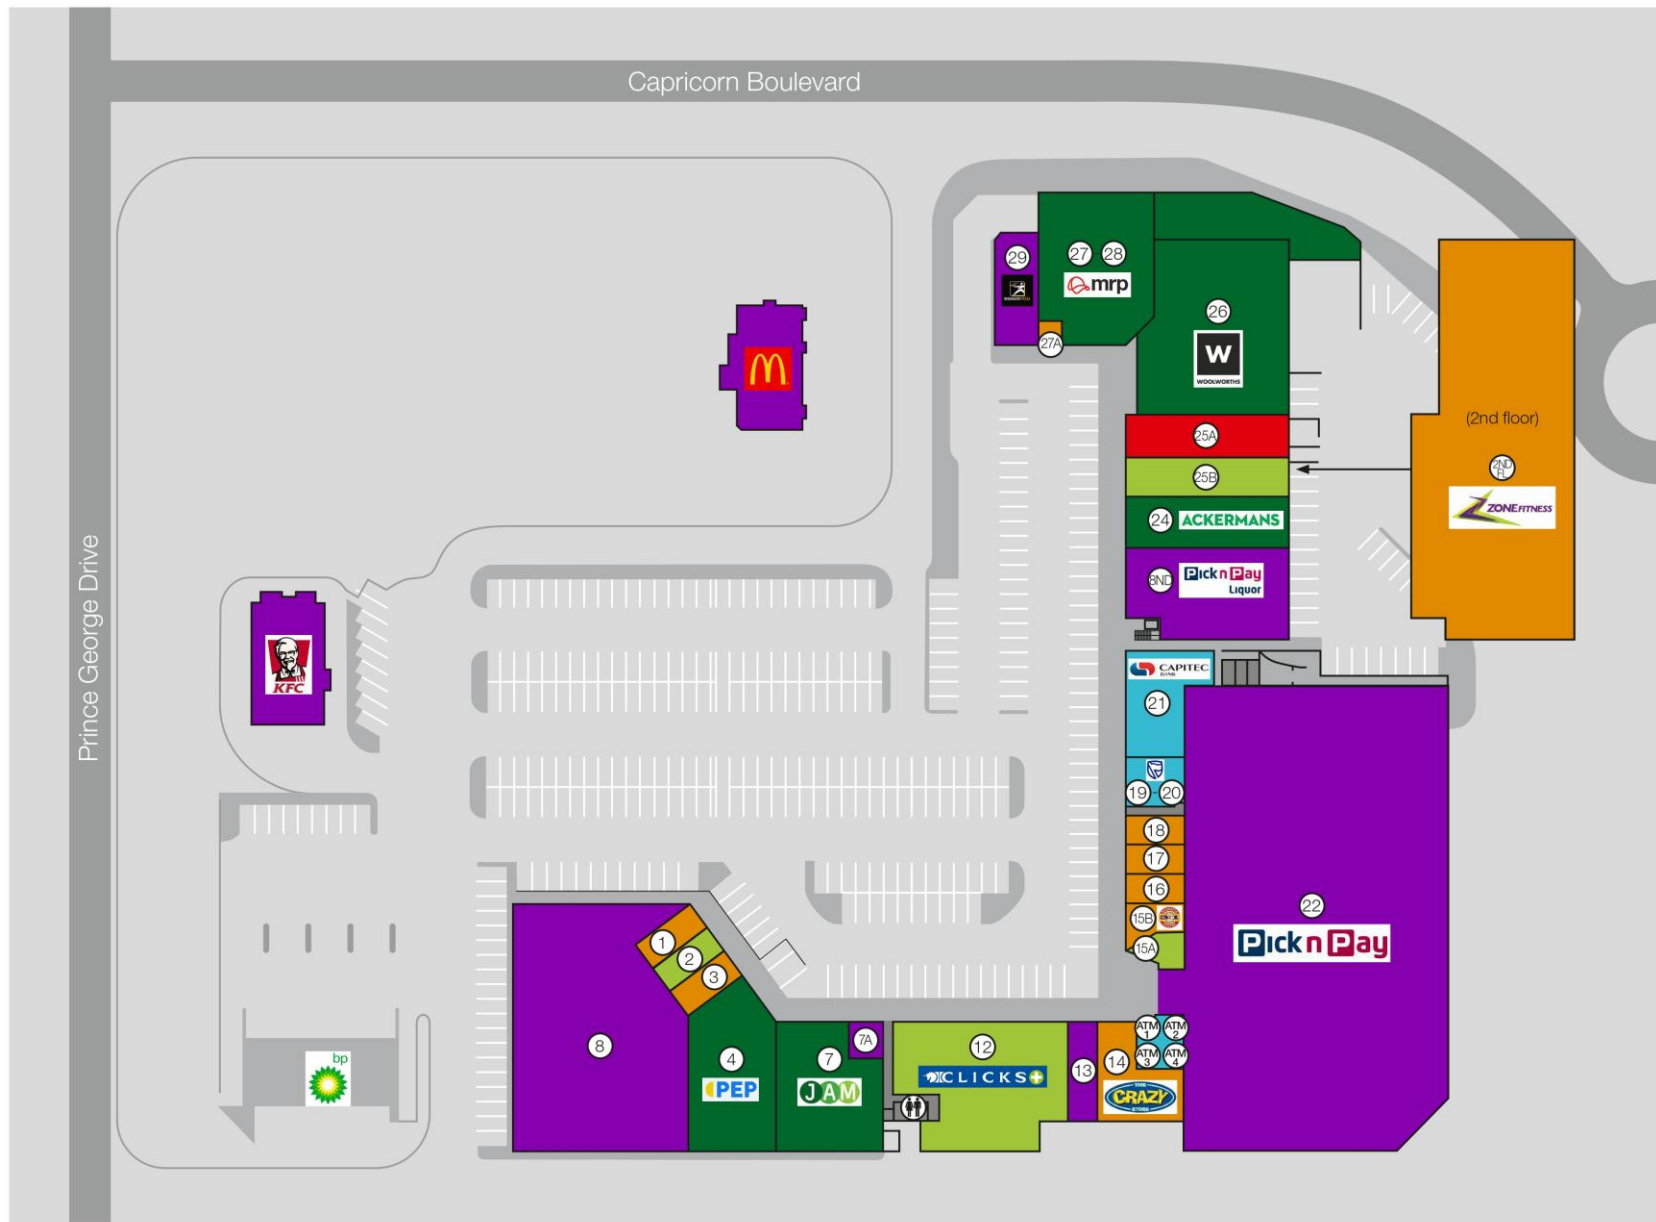 Capricorn Boulevard
Prince George Drive
29
27 28
mrp
27A
26
W
WOOLWORTHS
25A
25B
(2nd floor)
2ND
FL
ZONE FITNESS
24 ACKERMANS
8ND Pick n Pay
Liquor
KFC
CAPITEC
BANK
21
19 - 20
18
17
16
15B
15A
22
Pick n Pay
1
2
3
8
4
PEP
7
7A
JAM
12
CLICKS
13
14
THE
CRAZY
STORE
ATM
1
ATM
2
ATM
3
ATM
4
bp